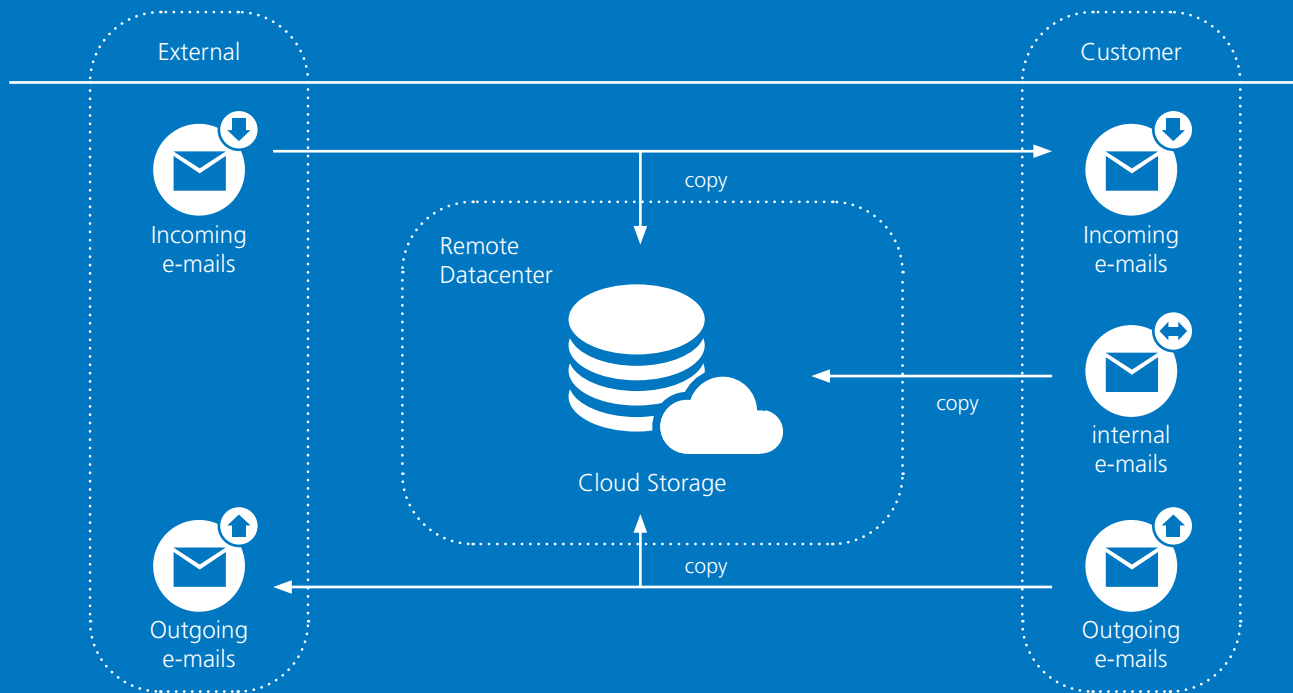 External
Customer
Incoming
e-mails
copy
Incoming
e-mails
Remote
Datacenter
copy
internal
e-mails
Cloud Storage
copy
Outgoing
e-mails
Outgoing
e-mails